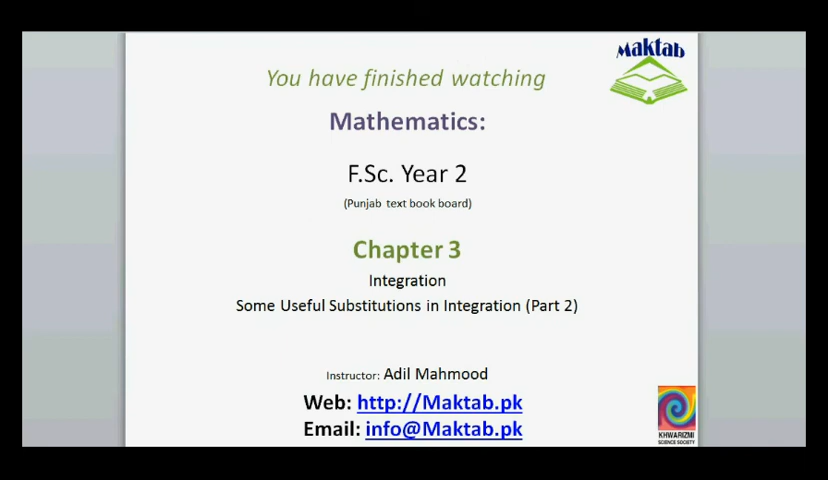 Maktab
You have finished watching
Mathematics:
F.Sc. Year 2
(Punjab text book board)
Chapter 3
Integration
Some Useful Substitutions in Integration (Part 2)
Instructor: Adil Mahmood
Web: http://Maktab.pk
Email: info@Maktab.pk
KHWARIZMI
SCIENCE SOCIETY